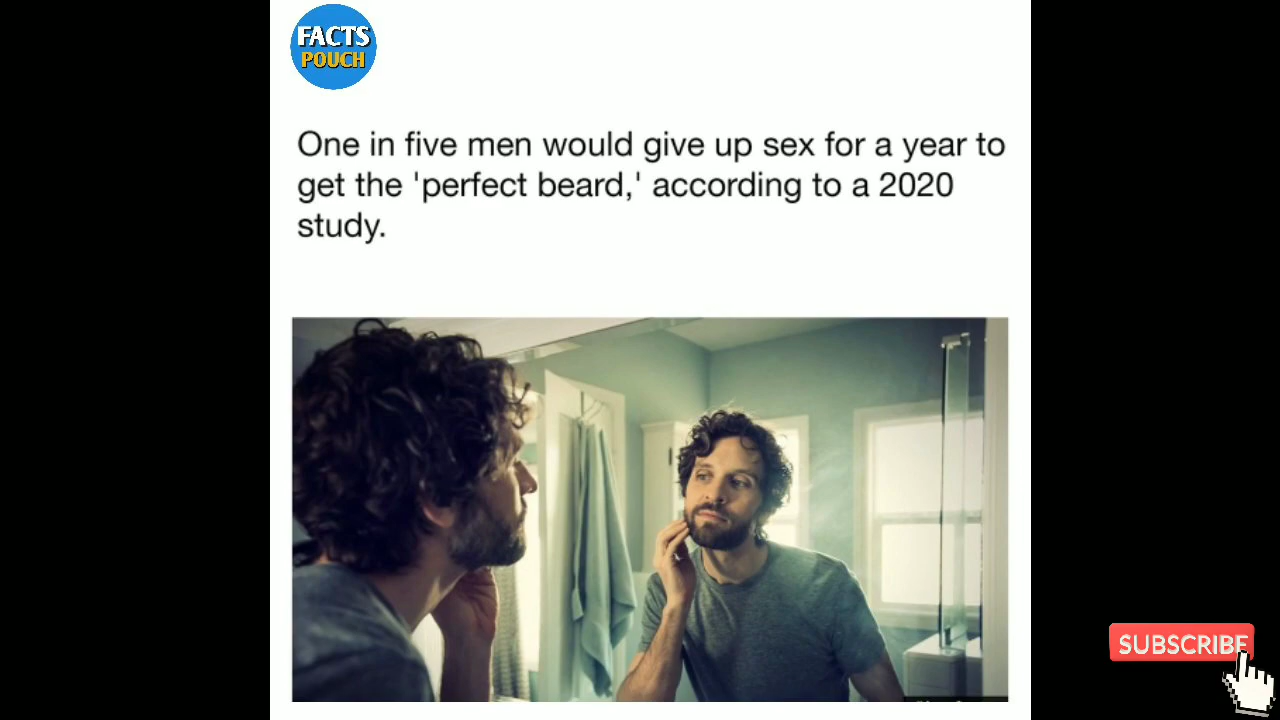 FACTS
POUCH
One in five men would give up sex for a year to
get the 'perfect beard,' according to a 2020
study.
SUBSCRIBE